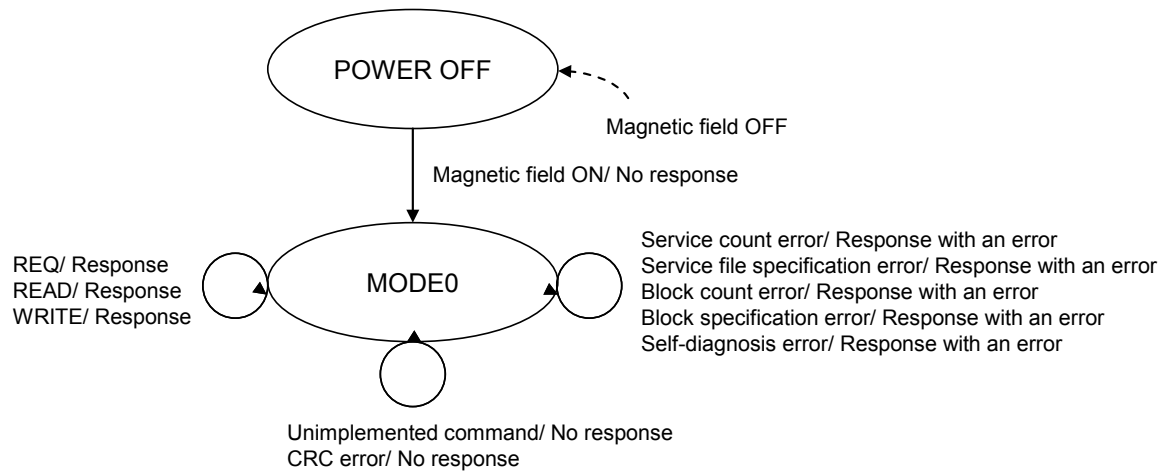 POWER OFF
Magnetic field OFF
Magnetic field ON/ No response
REQ/ Response
READ/ Response
WRITE/ Response
MODE0
Service count error/ Response with an error
Service file specification error/ Response with an error
Block count error/ Response with an error
Block specification error/ Response with an error
Self-diagnosis error/ Response with an error
Unimplemented command/ No response
CRC error/ No response